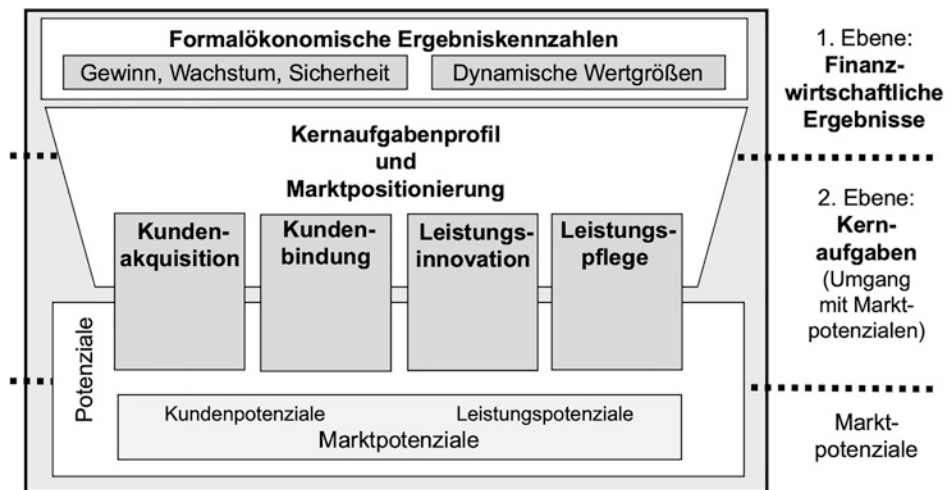 Formalökonomische Ergebniskennzahlen
Gewinn, Wachstum, Sicherheit
Dynamische Wertgrößen
1. Ebene:
Finanz-
wirtschaftliche
Ergebnisse
Kernaufgabenprofil
und
Marktpositionierung
Kunden-
akquisition
Kunden-
bindung
Leistungs-
innovation
Leistungs-
pflege
2. Ebene:
Kern-
aufgaben
(Umgang
mit Markt-
potenzialen)
Potenziale
Kundenpotenziale
Leistungspotenziale
Marktpotenziale
Markt-
potenziale